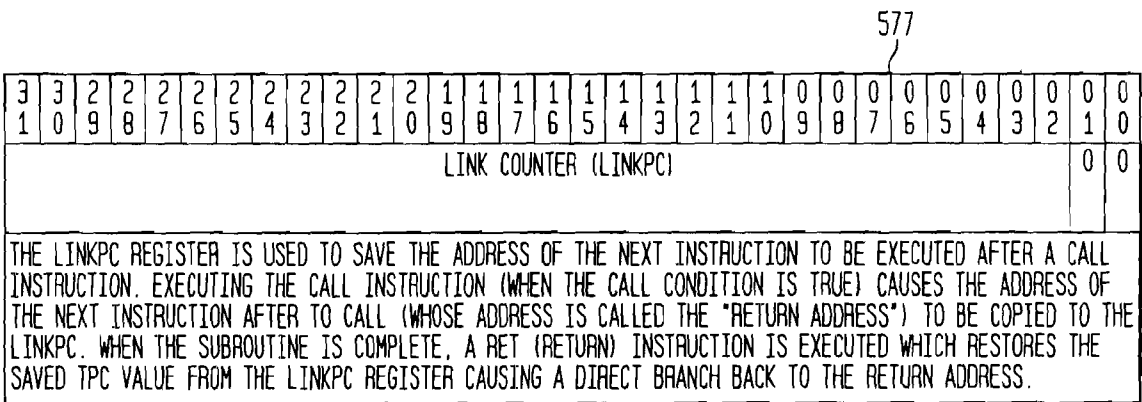 577
3 3 2 2 2 2 2 2 2 2 2 2 1 1 1 1 1 1 1 1 1 1 0 0 0 0 0 0 0 0 0 0
1 0 9 8 7 6 5 4 3 2 1 0 9 8 7 6 5 4 3 2 1 0 9 8 7 6 5 4 3 2 1 0
LINK COUNTER (LINKPC) 0 0
THE LINKPC REGISTER IS USED TO SAVE THE ADDRESS OF THE NEXT INSTRUCTION TO BE EXECUTED AFTER A CALL
INSTRUCTION. EXECUTING THE CALL INSTRUCTION (WHEN THE CALL CONDITION IS TRUE) CAUSES THE ADDRESS OF
THE NEXT INSTRUCTION AFTER TO CALL (WHOSE ADDRESS IS CALLED THE "RETURN ADDRESS") TO BE COPIED TO THE
LINKPC. WHEN THE SUBROUTINE IS COMPLETE, A RET (RETURN) INSTRUCTION IS EXECUTED WHICH RESTORES THE
SAVED TPC VALUE FROM THE LINKPC REGISTER CAUSING A DIRECT BRANCH BACK TO THE RETURN ADDRESS.